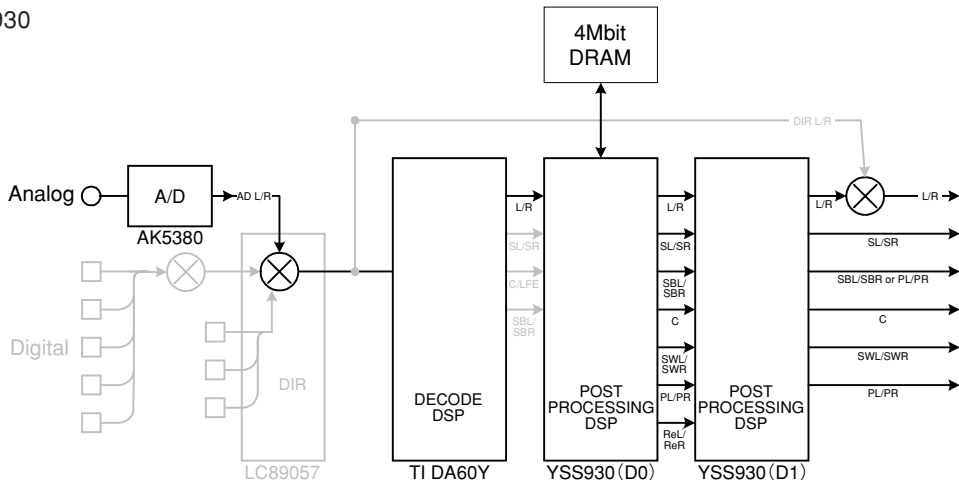 930
4Mbit
DRAM
DIR L/R
Analog
A/D
AD L/R
AK5380
L/R
L/R
L/R
L/R
SL/SR
SL/SR
SL/SR
C/LFE
SBL/
SBR
SBL/SBR or PL/PR
SBL/
SBR
C
C
Digital
DIR
SWL/
SWR
SWL/SWR
PL/PR
PL/PR
ReL/
ReR
DECODE
DSP
POST
PROCESSING
DSP
POST
PROCESSING
DSP
LC89057
TI DA60Y
YSS930(D0)
YSS930(D1)